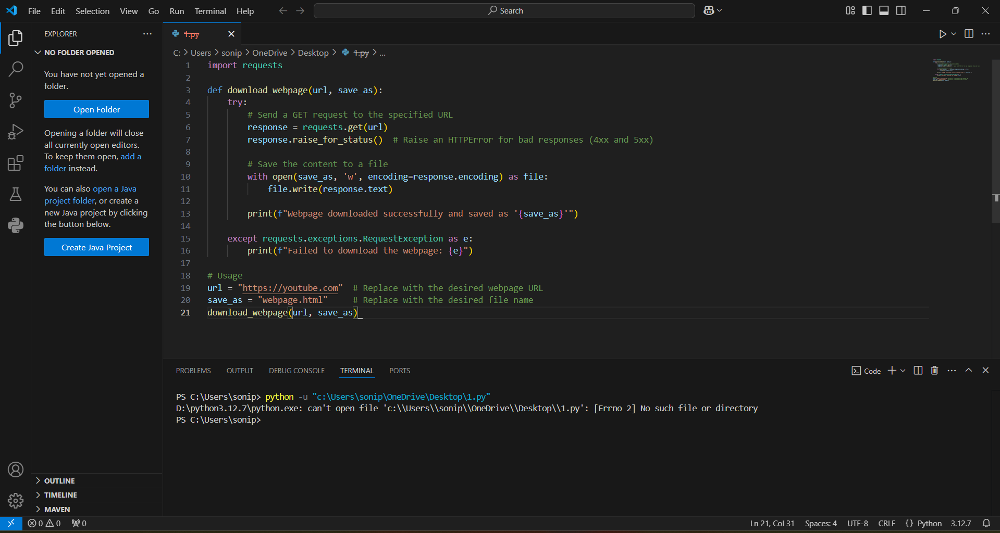 File Edit Selection View Go Run Terminal Help
Search
EXPLORER
NO FOLDER OPENED
You have not yet opened a
folder.
Open Folder
Opening a folder will close
all currently open editors.
To keep them open, add a
folder instead.
You can also open a Java
project folder, or create a
new Java project by clicking
the button below.
Create Java Project
OUTLINE
TIMELINE
MAVEN
1.py
C: > Users > sonip > OneDrive > Desktop > 1.py > ...
1 import requests
2
3 def download_webpage(url, save_as):
4     try:
5         # Send a GET request to the specified URL
6         response = requests.get(url)
7         response.raise_for_status()  # Raise an HTTPError for bad responses (4xx and 5xx)
8
9         # Save the content to a file
10         with open(save_as, 'w', encoding=response.encoding) as file:
11             file.write(response.text)
12
13         print(f"Webpage downloaded successfully and saved as '{save_as}'")
14
15     except requests.exceptions.RequestException as e:
16         print(f"Failed to download the webpage: {e}")
17
18 # Usage
19 url = "https://youtube.com"  # Replace with the desired webpage URL
20 save_as = "webpage.html"     # Replace with the desired file name
21 download_webpage(url, save_as)
PROBLEMS OUTPUT DEBUG CONSOLE TERMINAL PORTS
Code
PS C:\Users\sonip> python -u "c:\Users\sonip\OneDrive\Desktop\1.py"
D:\python3.12.7\python.exe: can't open file 'c:\\Users\\sonip\\OneDrive\\Desktop\\1.py': [Errno 2] No such file or directory
PS C:\Users\sonip>
0 0 0
Ln 21, Col 31 Spaces: 4 UTF-8 CRLF {} Python 3.12.7